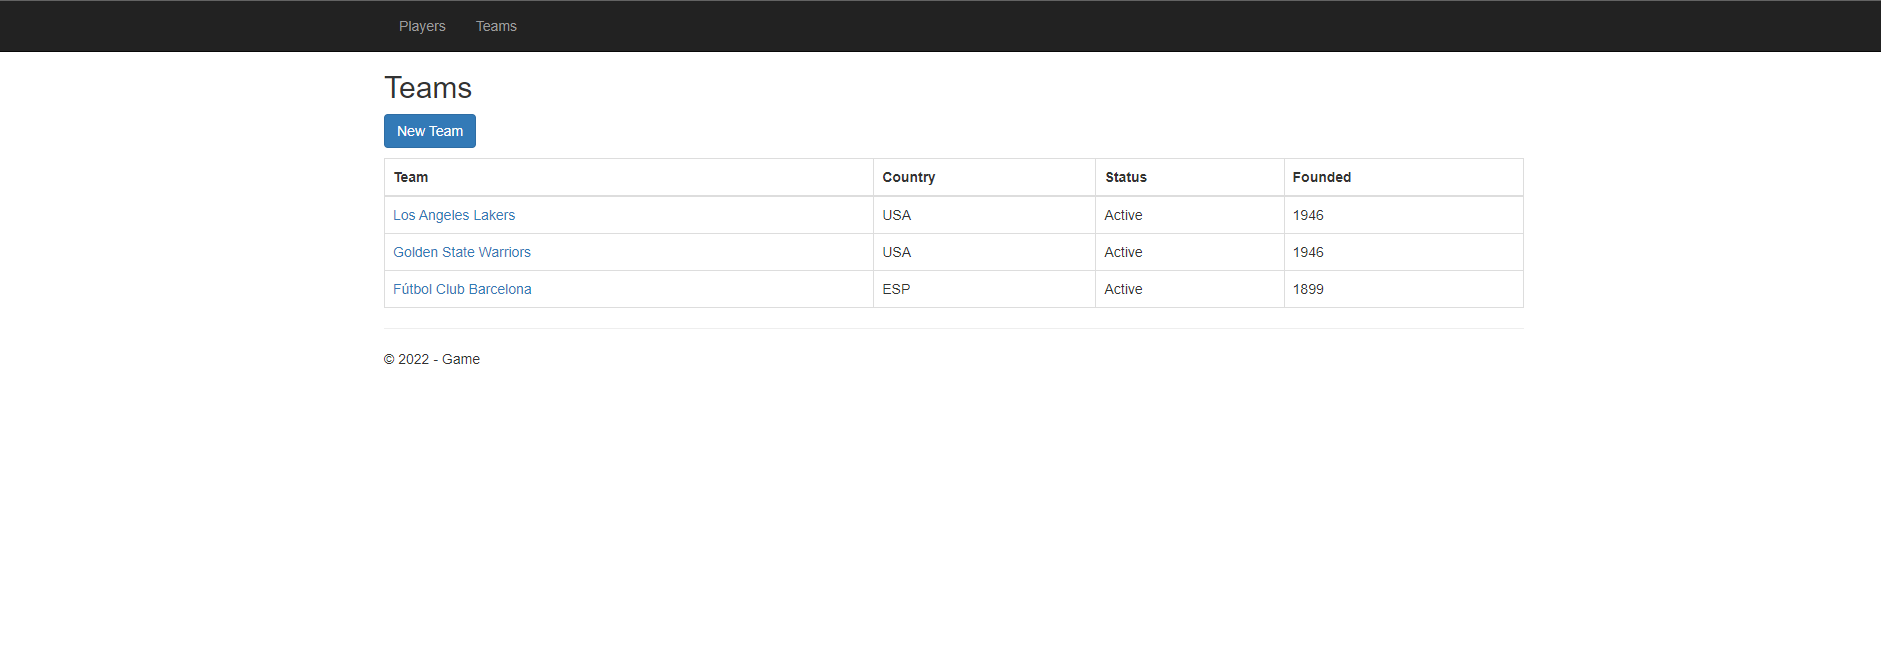 Players Teams
Teams
New Team
Team Country Status Founded
Los Angeles Lakers USA Active 1946
Golden State Warriors USA Active 1946
Fútbol Club Barcelona ESP Active 1899
© 2022 - Game